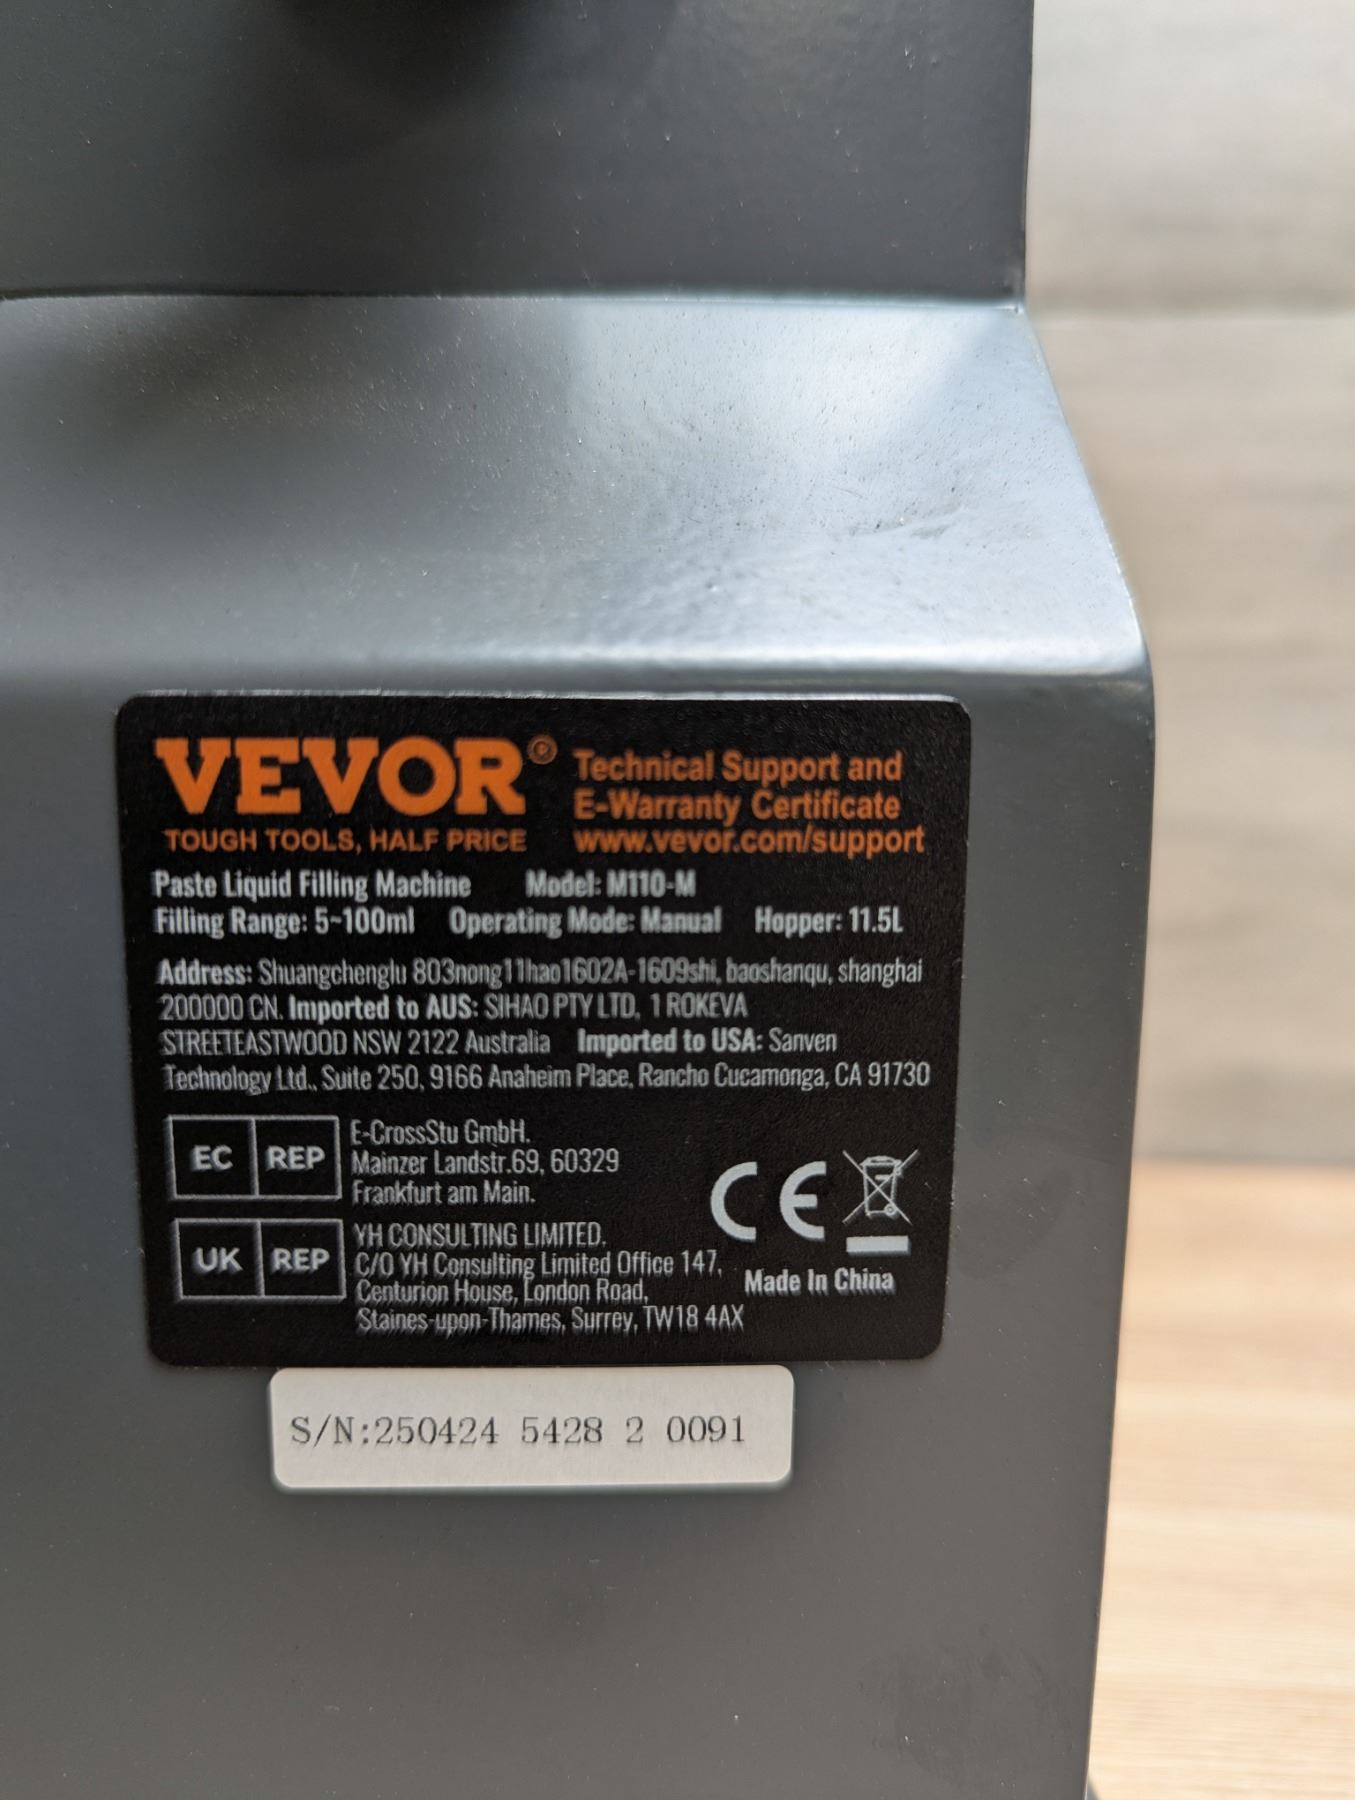 VEVOR®
TOUGH TOOLS, HALF PRICE
Technical Support and
E-Warranty Certificate
www.vevor.com/support
Paste Liquid Filling Machine Model: M110-M
Filling Range: 5~100ml Operating Mode: Manual Hopper: 11.5L
Address: Shuangchenglu 803nong11hao1602A-1609shi, baoshanqu, shanghai
200000 CN. Imported to AUS: SIHAO PTY LTD, 1 ROKEVA
STREETEASTWOOD NSW 2122 Australia Imported to USA: Sanven
Technology Ltd., Suite 250, 9166 Anaheim Place, Rancho Cucamonga, CA 91730
EC REP
E-CrossStu GmbH.
Mainzer Landstr.69, 60329
Frankfurt am Main.
UK REP
YH CONSULTING LIMITED.
C/O YH Consulting Limited Office 147,
Centurion House, London Road,
Staines-upon-Thames, Surrey, TW18 4AX
CE
Made In China
S/N:250424 5428 2 0091